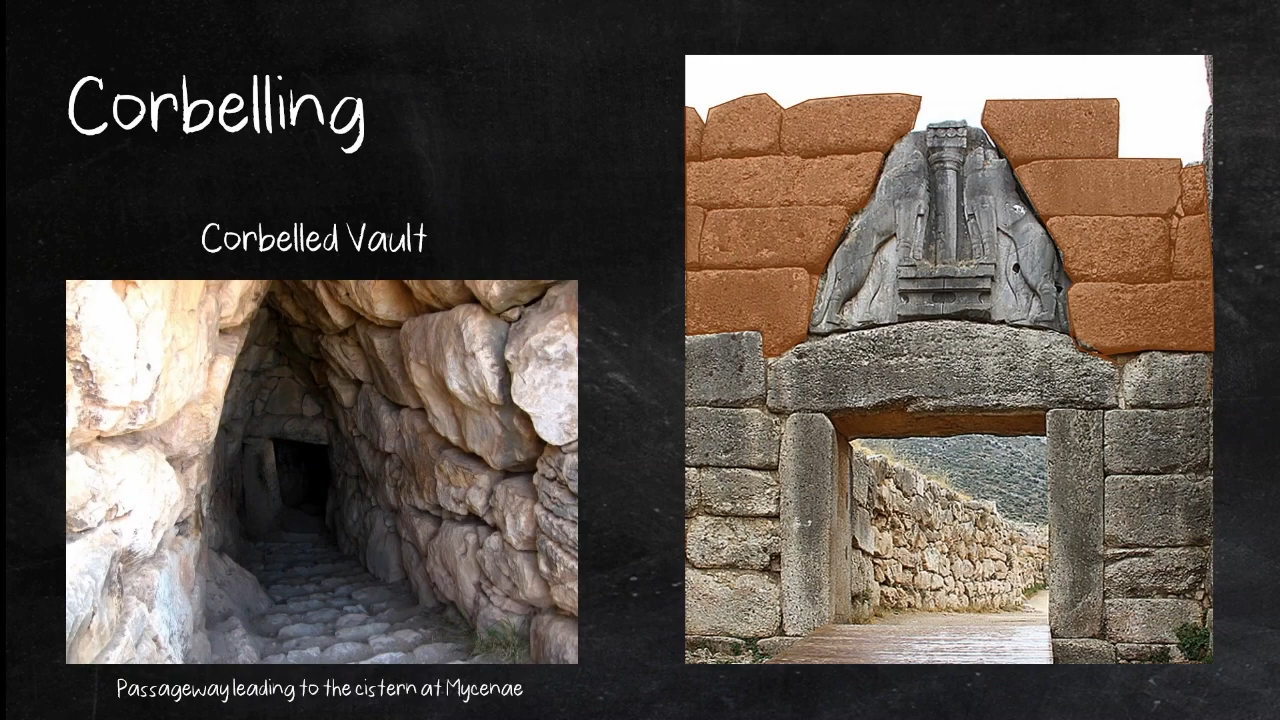 Corbelling
Corbelled Vault
Passageway leading to the cistern at Mycenae